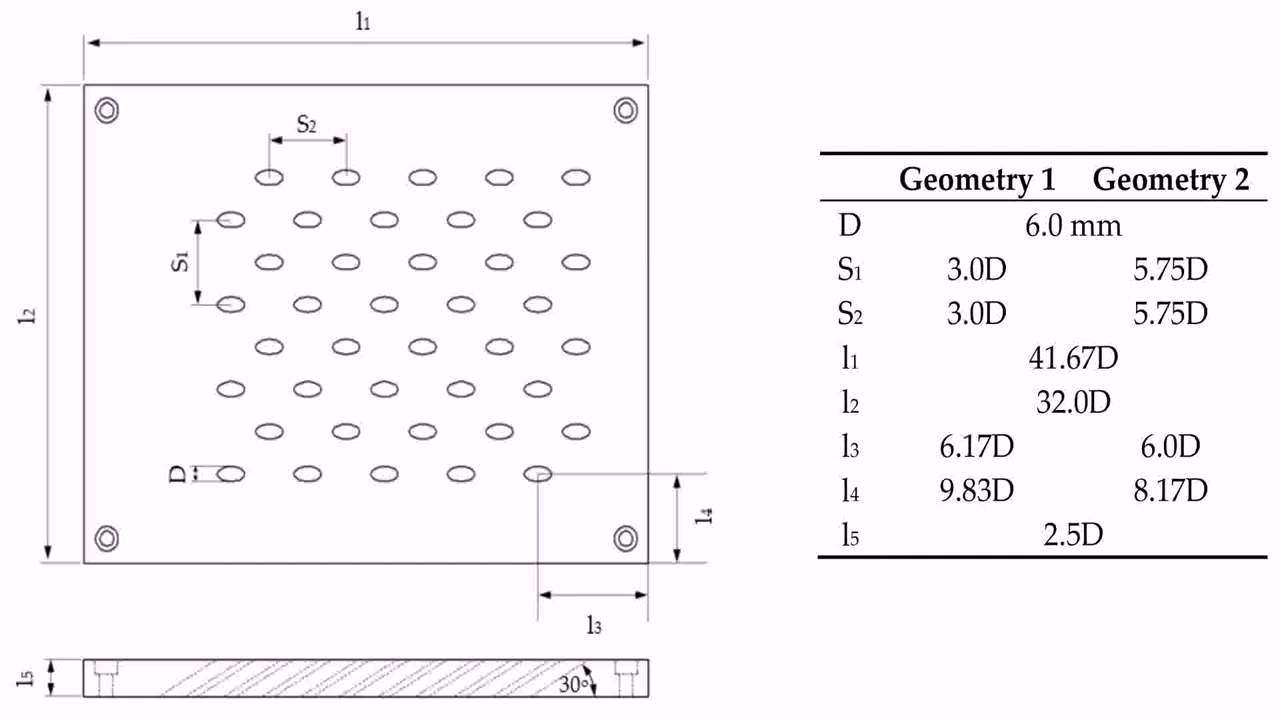 l1
S2
S1
l2
D
l4
l3
l5
30°
Geometry 1 Geometry 2
D 6.0 mm
S1 3.0D 5.75D
S2 3.0D 5.75D
l1 41.67D
l2 32.0D
l3 6.17D 6.0D
l4 9.83D 8.17D
l5 2.5D